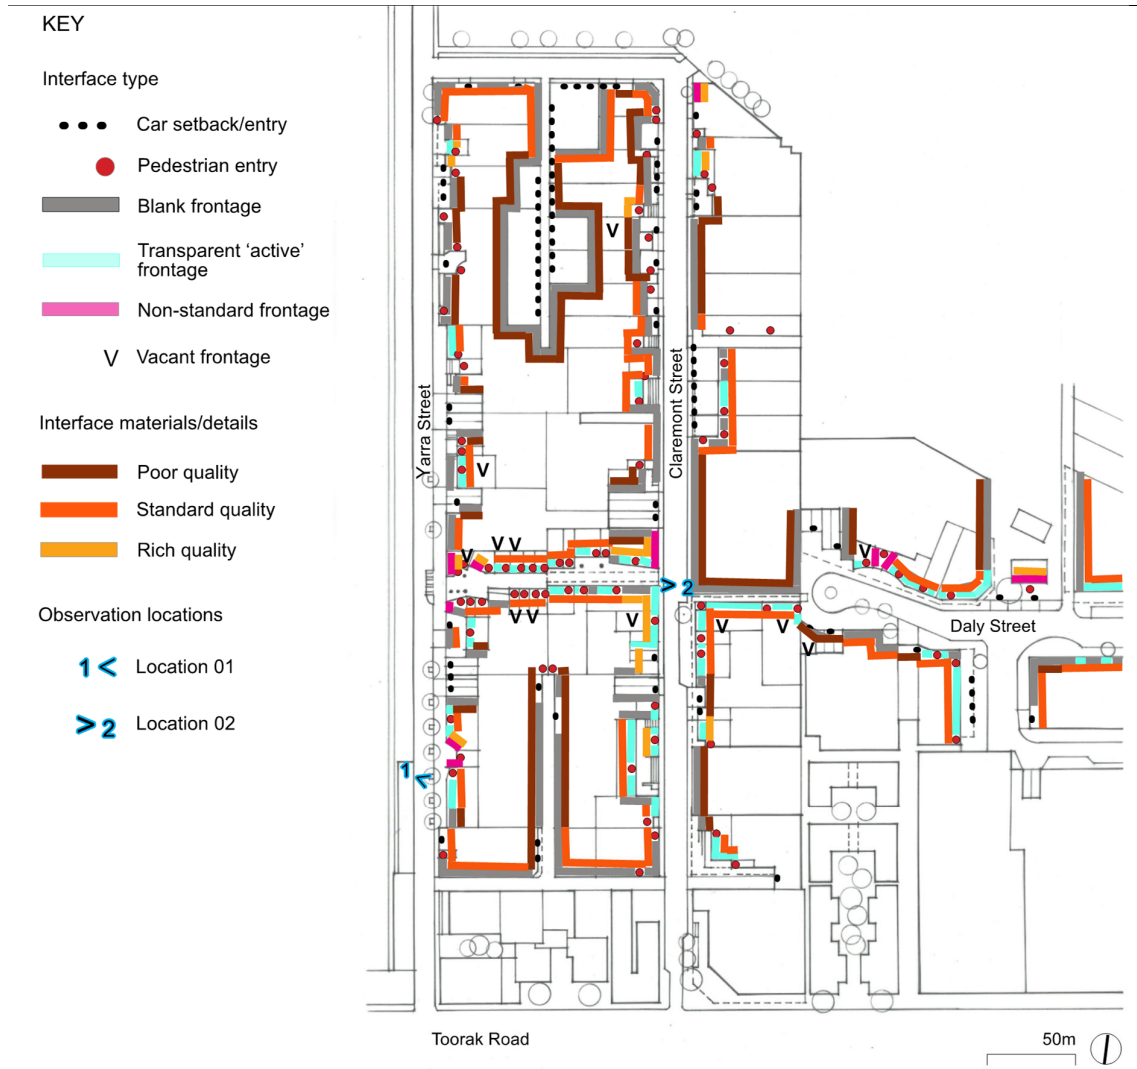 KEY
Interface type
Car setback/entry
Pedestrian entry
Blank frontage
Transparent ‘active’
frontage
Non-standard frontage
V Vacant frontage
Interface materials/details
Poor quality
Standard quality
Rich quality
Observation locations
1 < Location 01
> 2 Location 02
Yarra Street
Claremont Street
Daly Street
Toorak Road
50m
V
V
V
V V
V V
V
> 2
V
V
V
V
1 <